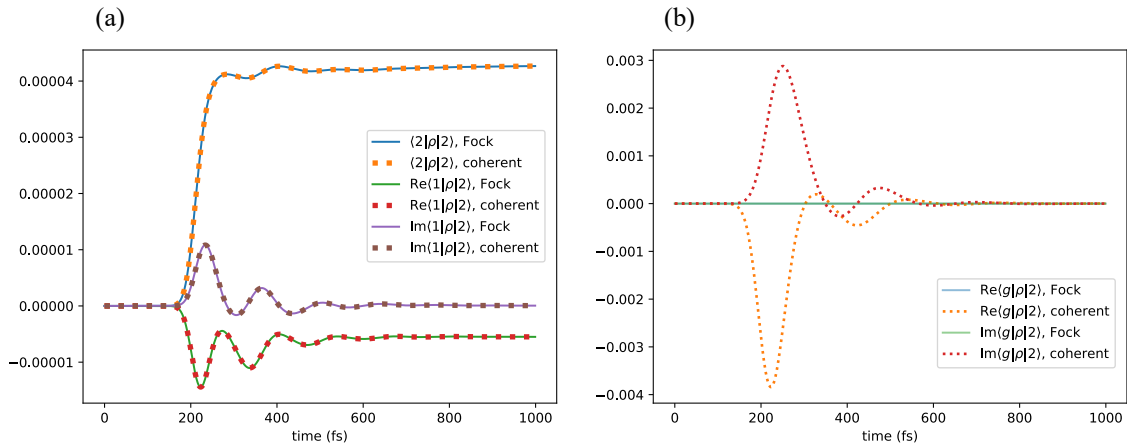 (a)
0.00004
0.00003
0.00002
0.00001
0.00000
−0.00001
0
200
400
600
800
1000
time (fs)
⟨2|ρ|2⟩, Fock
⟨2|ρ|2⟩, coherent
Re⟨1|ρ|2⟩, Fock
Re⟨1|ρ|2⟩, coherent
Im⟨1|ρ|2⟩, Fock
Im⟨1|ρ|2⟩, coherent
(b)
0.003
0.002
0.001
0.000
−0.001
−0.002
−0.003
−0.004
0
200
400
600
800
1000
time (fs)
Re⟨g|ρ|2⟩, Fock
Re⟨g|ρ|2⟩, coherent
Im⟨g|ρ|2⟩, Fock
Im⟨g|ρ|2⟩, coherent